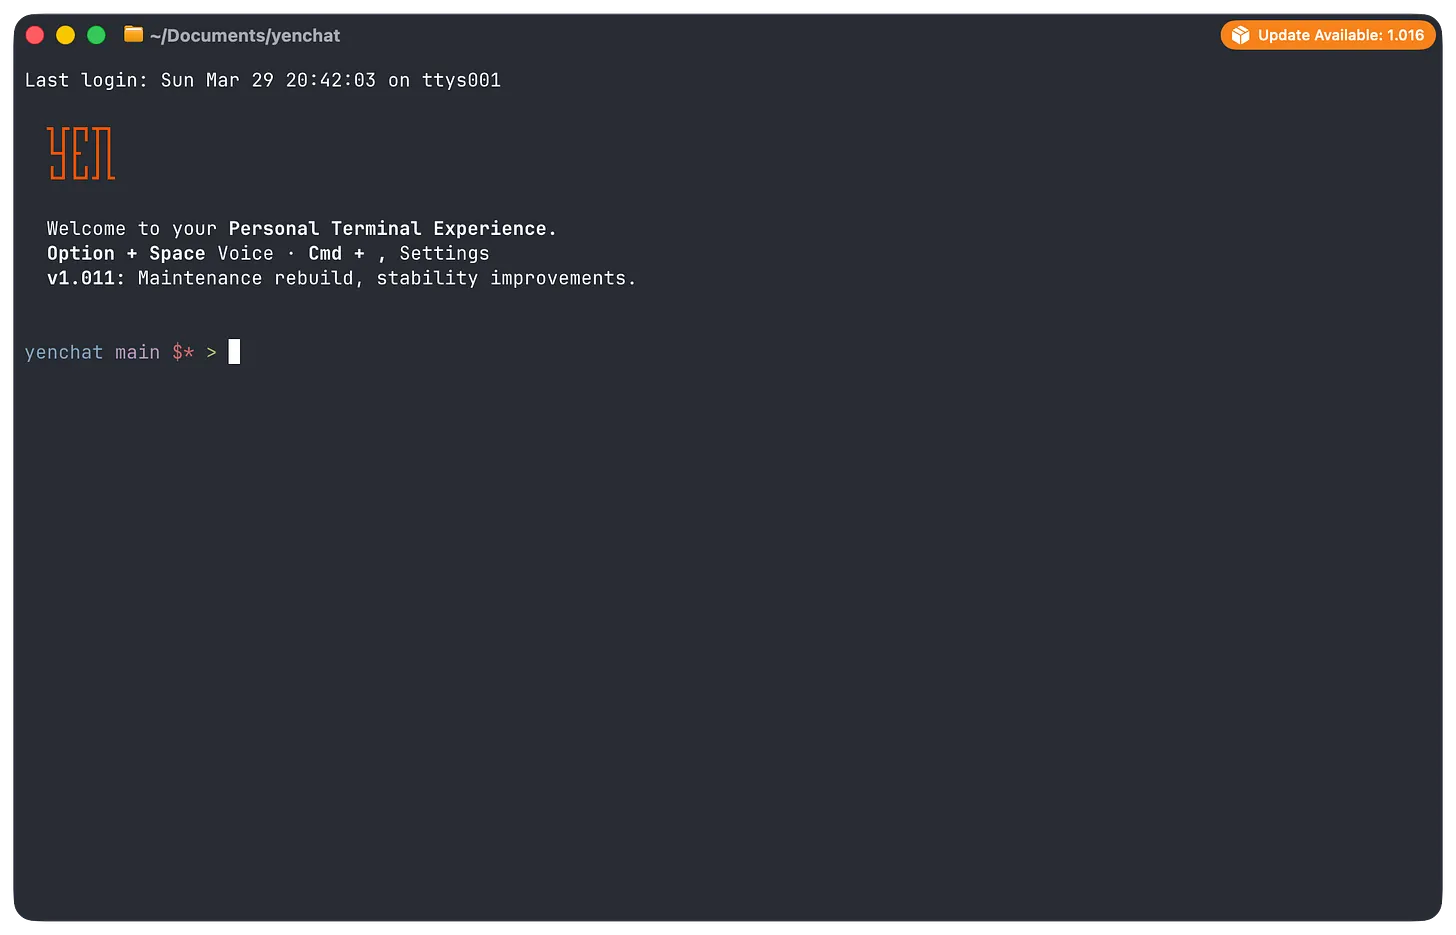 ~/Documents/yenchat
Update Available: 1.016
Last login: Sun Mar 29 20:42:03 on ttys001
YEN
Welcome to your Personal Terminal Experience.
Option + Space Voice · Cmd + , Settings
v1.011: Maintenance rebuild, stability improvements.
yenchat main $* >